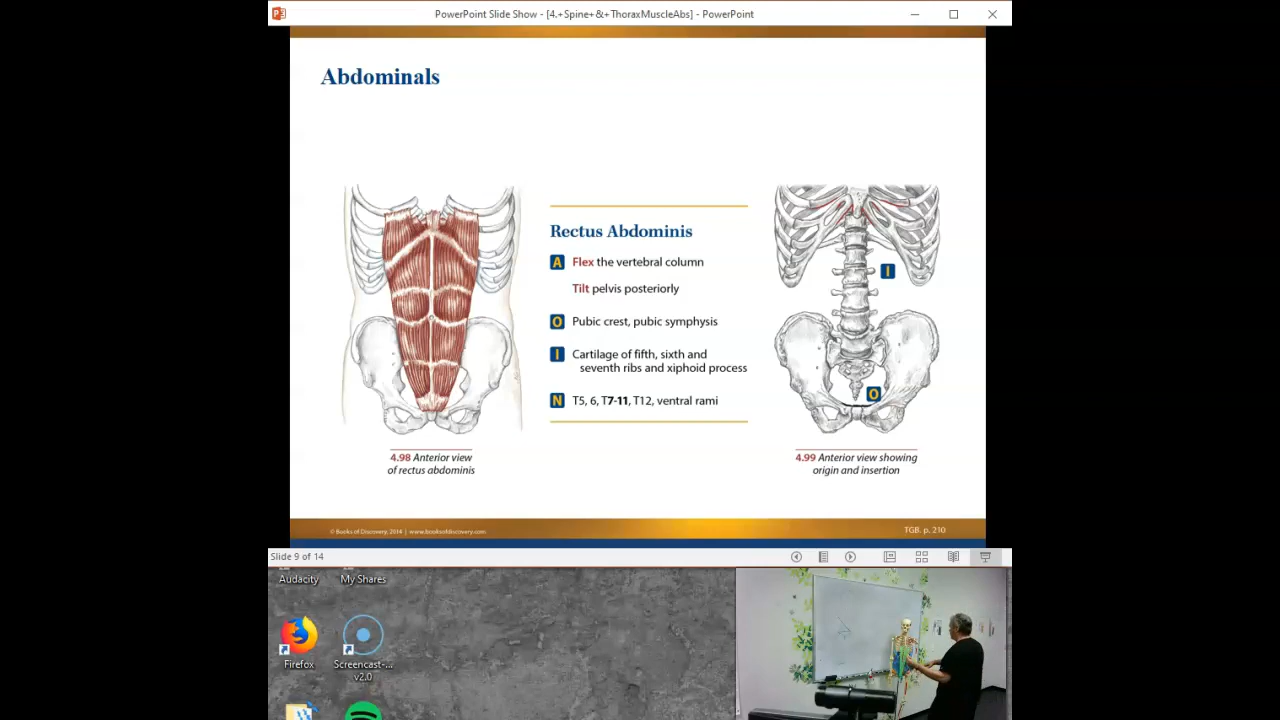 PowerPoint Slide Show - [4.+Spine+&+ThoraxMuscleAbs] - PowerPoint
Abdominals
Rectus Abdominis
A Flex the vertebral column
Tilt pelvis posteriorly
O Pubic crest, pubic symphysis
I Cartilage of fifth, sixth and
seventh ribs and xiphoid process
N T5, 6, T7-11, T12, ventral rami
I
O
4.98 Anterior view
of rectus abdominis
4.99 Anterior view showing
origin and insertion
© Books of Discovery, 2014 | www.booksofdiscovery.com
TGB. p. 210
Slide 9 of 14
Audacity
My Shares
Firefox
Screencast-...
v2.0